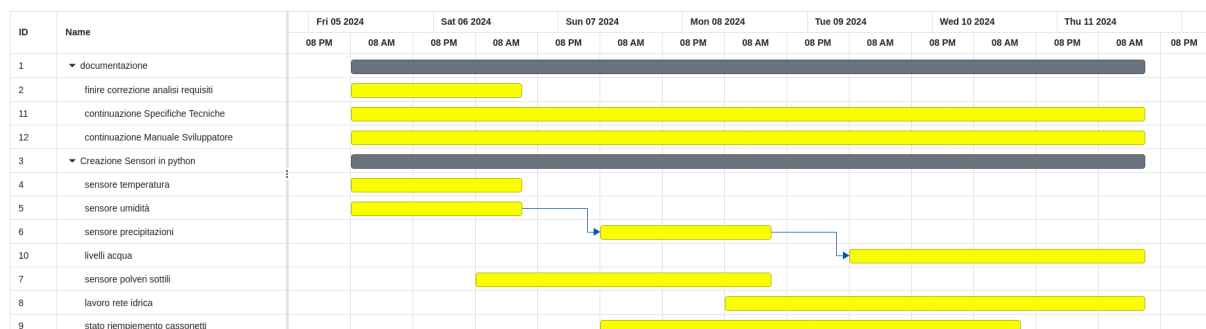 ID Name Fri 05 2024 Sat 06 2024 Sun 07 2024 Mon 08 2024 Tue 09 2024 Wed 10 2024 Thu 11 2024
08 PM 08 AM 08 PM 08 AM 08 PM 08 AM 08 PM 08 AM 08 PM 08 AM 08 PM 08 AM 08 PM 08 AM 08 PM
1 documentazione
2 finire correzione analisi requisiti
11 continuazione Specifiche Tecniche
12 continuazione Manuale Sviluppatore
3 Creazione Sensori in python
4 sensore temperatura
5 sensore umidità
6 sensore precipitazioni
10 livelli acqua
7 sensore polveri sottili
8 lavoro rete idrica
9 stato riempiemento cassonetti